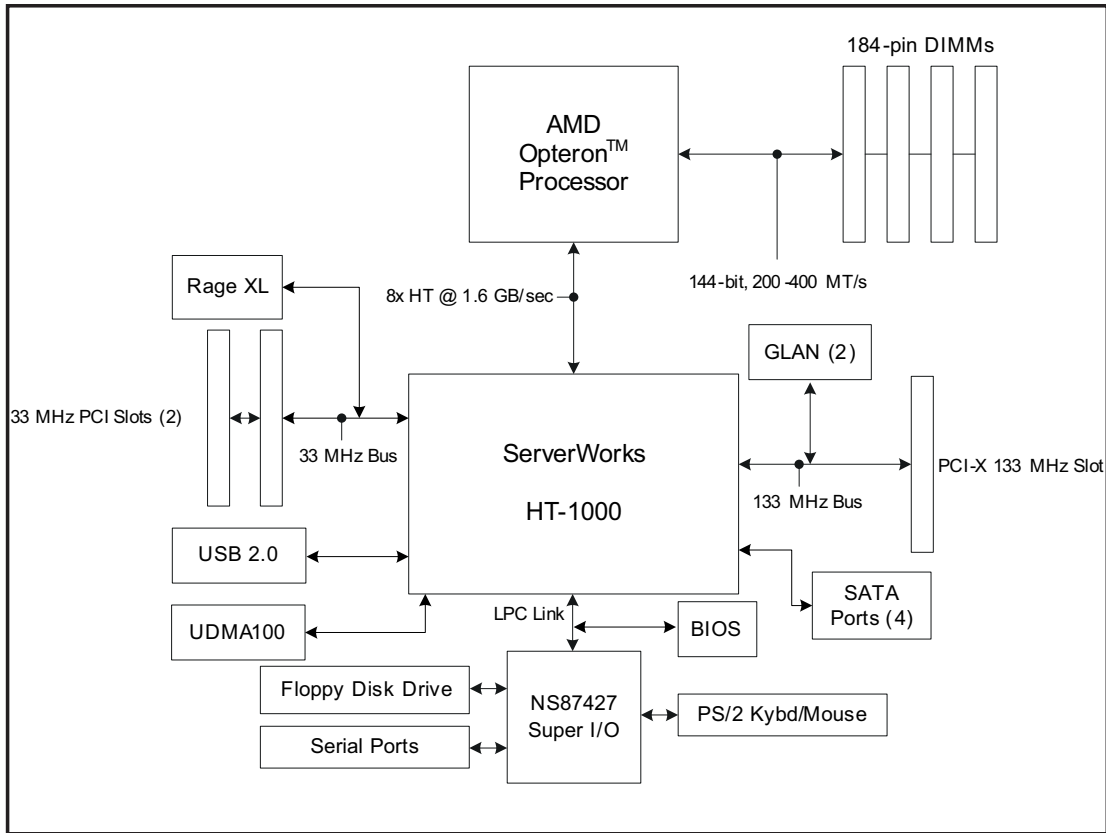 184-pin DIMMs
AMD
Opteron™
Processor
144-bit, 200-400 MT/s
8x HT @ 1.6 GB/sec
Rage XL
GLAN (2)
33 MHz PCI Slots (2)
33 MHz Bus
ServerWorks
HT-1000
133 MHz Bus
PCI-X 133 MHz Slot
USB 2.0
UDMA100
LPC Link
BIOS
SATA
Ports (4)
Floppy Disk Drive
Serial Ports
NS87427
Super I/O
PS/2 Kybd/Mouse